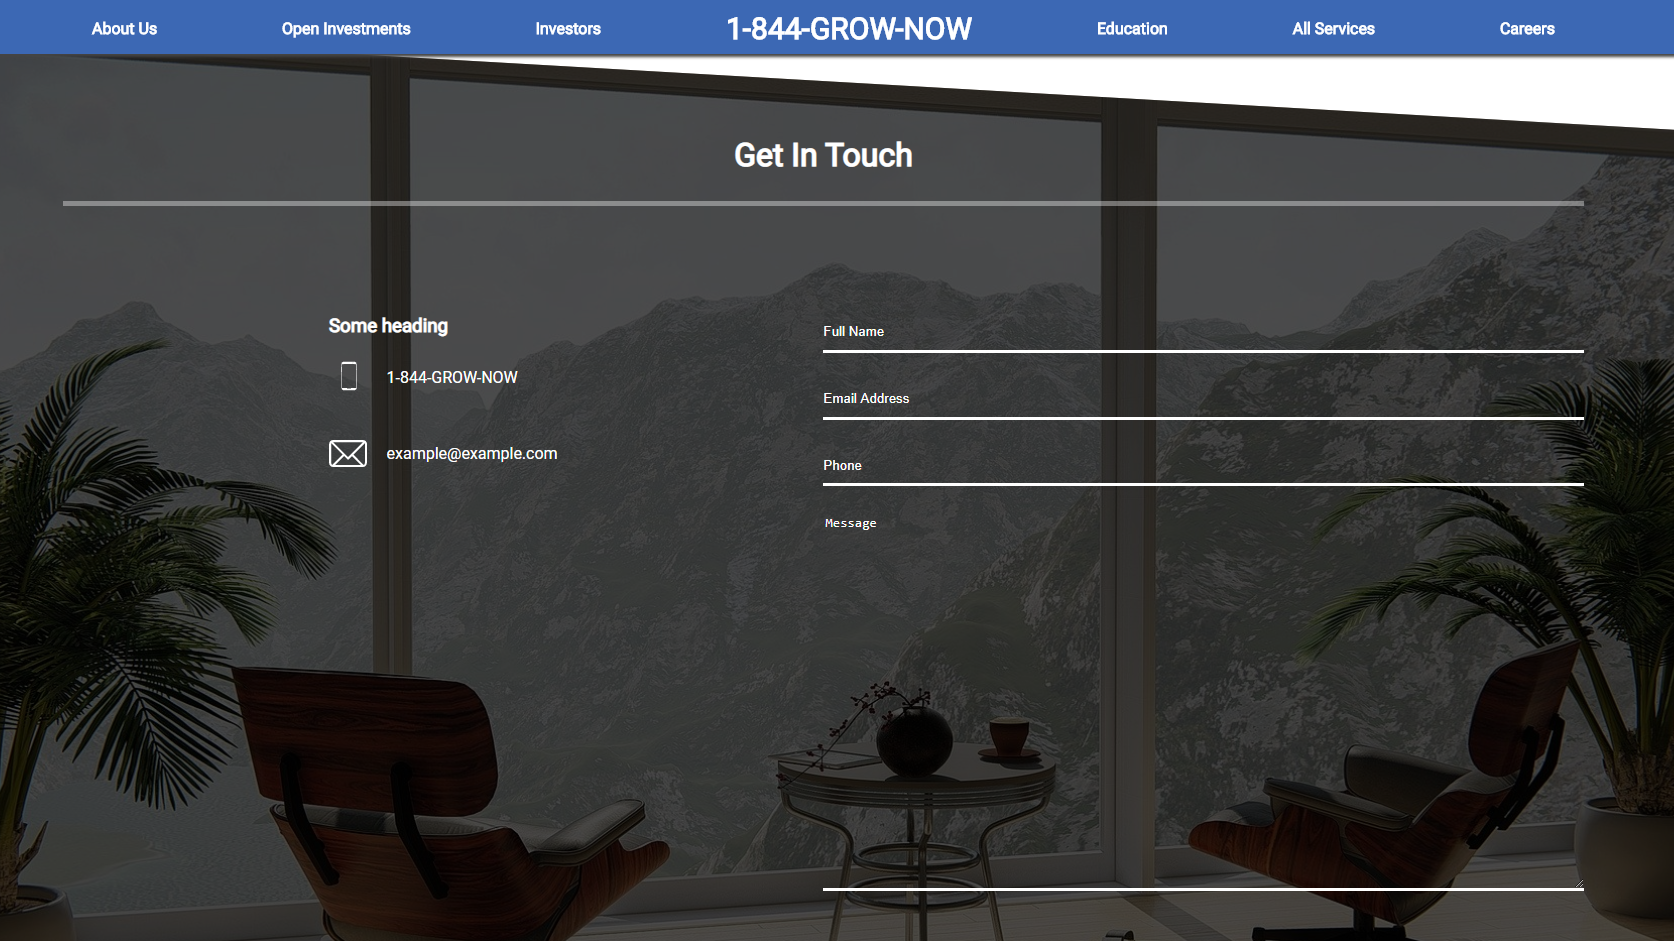 About Us
Open Investments
Investors
1-844-GROW-NOW
Education
All Services
Careers
Get In Touch
Some heading
1-844-GROW-NOW
example@example.com
Full Name
Email Address
Phone
Message